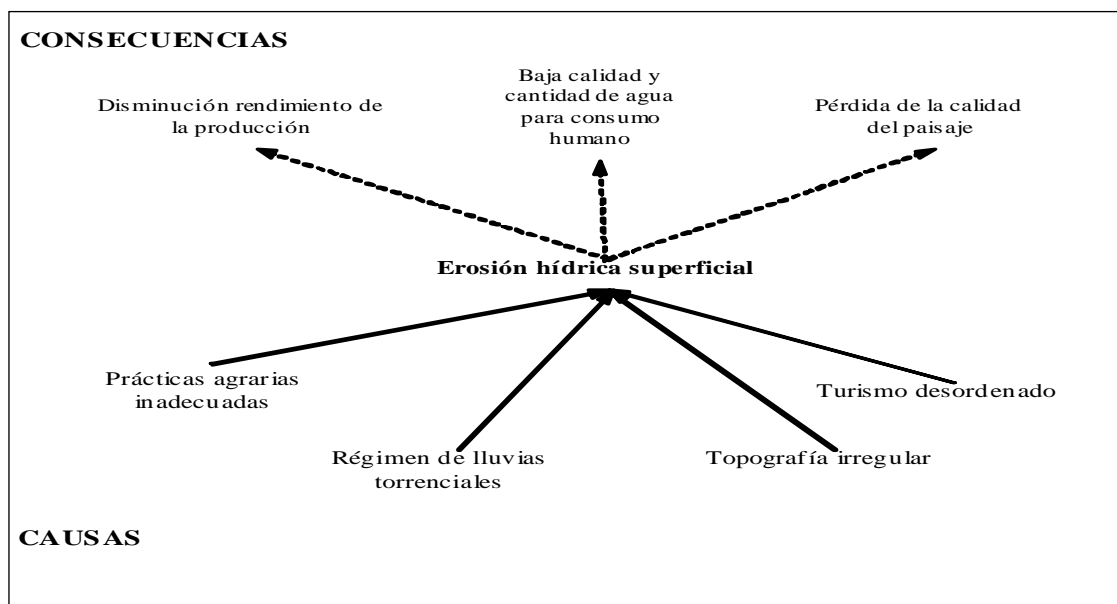 CONSECUENCIAS
Disminución rendimiento de
la producción
Baja calidad y
cantidad de agua
para consumo
humano
Pérdida de la calidad
del paisaje
Erosión hídrica superficial
Prácticas agrarias
inadecuadas
Régimen de lluvias
torrenciales
Topografía irregular
Turismo desordenado
CAUSAS